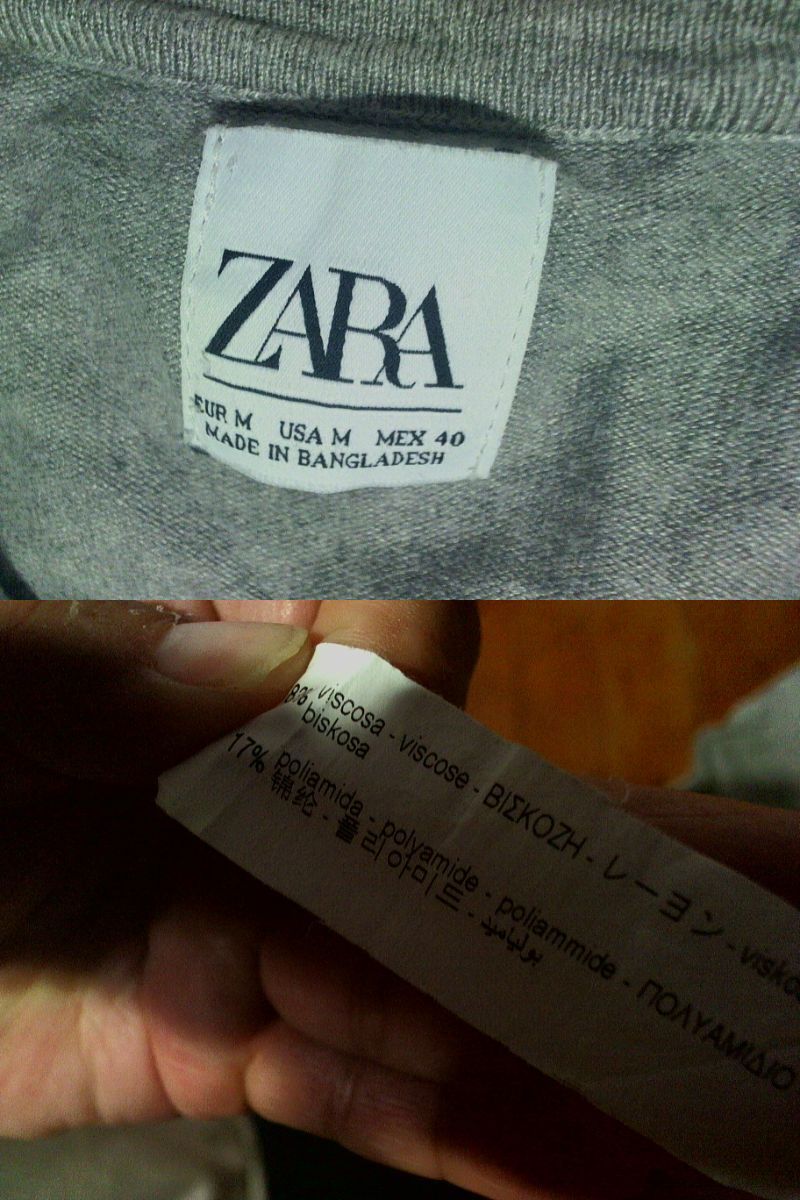 ZARA
EUR M USA M MEX 40
MADE IN BANGLADESH
viscosa - viscose - ΒΙΣΚΟΖΗ - レーヨン -
biskosa
17% poliamida - polyamide - poliammide - ΠΟΛΥΑΜΙΔΙΟ
锦纶 - 폴리아미드 - بولياميد